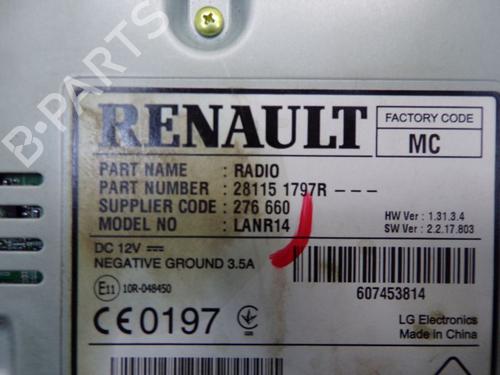 B-PARTS
RENAULT
FACTORY CODE
MC
PART NAME : RADIO
PART NUMBER : 28115 1797R - - -
SUPPLIER CODE : 276 660
MODEL NO : LANR14
HW Ver : 1.31.3.4
SW Ver : 2.2.17.803
DC 12V
NEGATIVE GROUND 3.5A
E11 10R-048450
607453814
CE0197
LG Electronics
Made in China